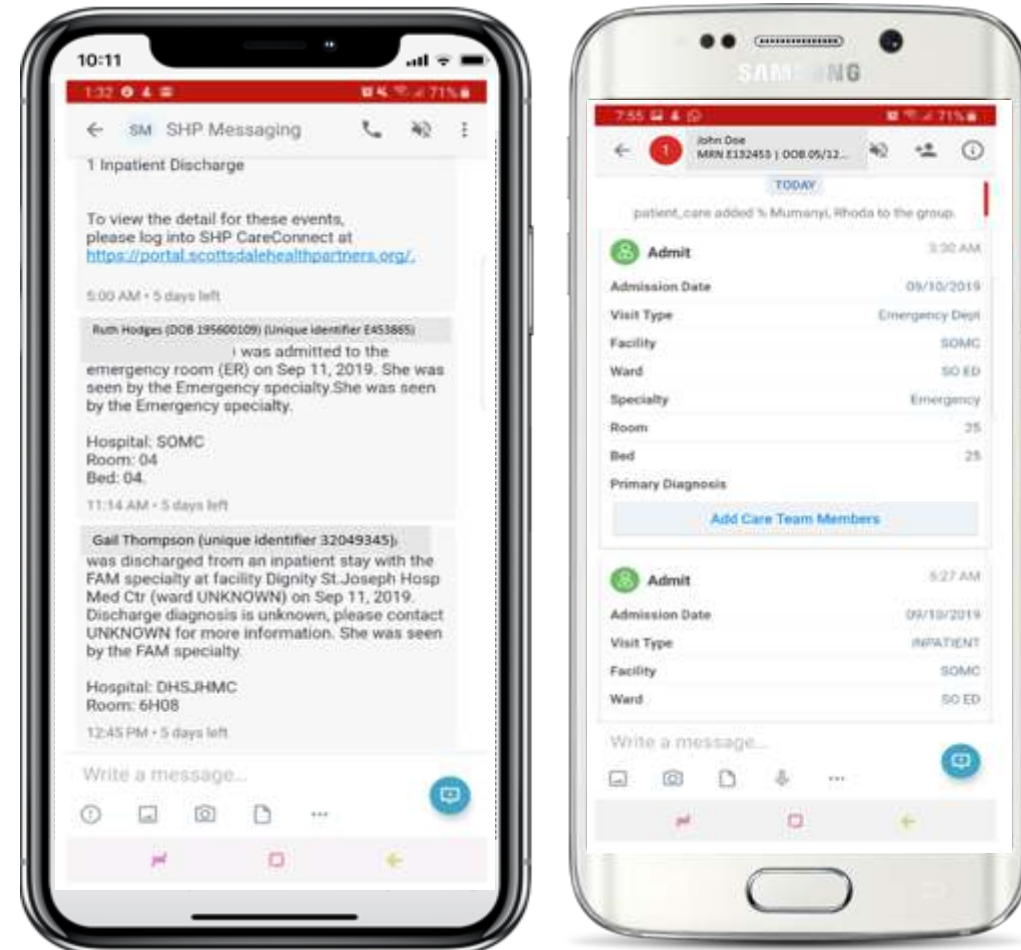 10:11
1:32 71%
← SM SHP Messaging
1 Inpatient Discharge
To view the detail for these events,
please log into SHP CareConnect at
https://portal.scottsdalehealthpartners.org/.
5:00 AM • 5 days left
Ruth Hodges (DOB 195600109) (Unique identifier E453865)
was admitted to the
emergency room (ER) on Sep 11, 2019. She was
seen by the Emergency specialty.She was seen
by the Emergency specialty.
Hospital: SOMC
Room: 04
Bed: 04.
11:14 AM • 5 days left
Gail Thompson (unique identifier 32049345)
was discharged from an inpatient stay with the
FAM specialty at facility Dignity St.Joseph Hosp
Med Ctr (ward UNKNOWN) on Sep 11, 2019.
Discharge diagnosis is unknown, please contact
UNKNOWN for more information. She was seen
by the FAM specialty.
Hospital: DHSJHMC
Room: 6H08
12:45 PM • 5 days left
Write a message...
SAMSUNG
7:55 71%
← 1 John Doe
MRN E132453 | DOB 05/12...
TODAY
patient_care added % Mumanyi, Rhoda to the group.
Admit 3:30 AM
Admission Date 09/10/2019
Visit Type Emergency Dept
Facility SOMC
Ward SO ED
Specialty Emergency
Room 25
Bed 25
Primary Diagnosis
Add Care Team Members
Admit 5:27 AM
Admission Date 09/10/2019
Visit Type INPATIENT
Facility SOMC
Ward SO ED
Write a message...